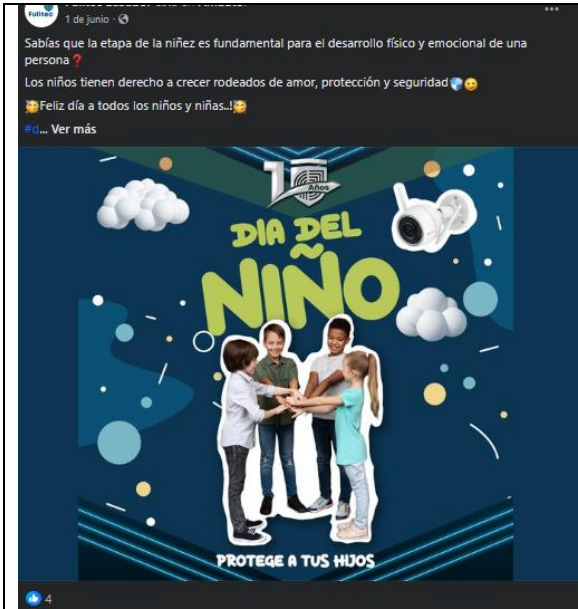 Fulltec
1 de junio ·
Sabías que la etapa de la niñez es fundamental para el desarrollo físico y emocional de una
persona❓
Los niños tienen derecho a crecer rodeados de amor, protección y seguridad🛡️😉
🥰Feliz día a todos los niños y niñas..!🥰
#d... Ver más
15
Años
DIA DEL
NIÑO
PROTEGE A TUS HIJOS
4